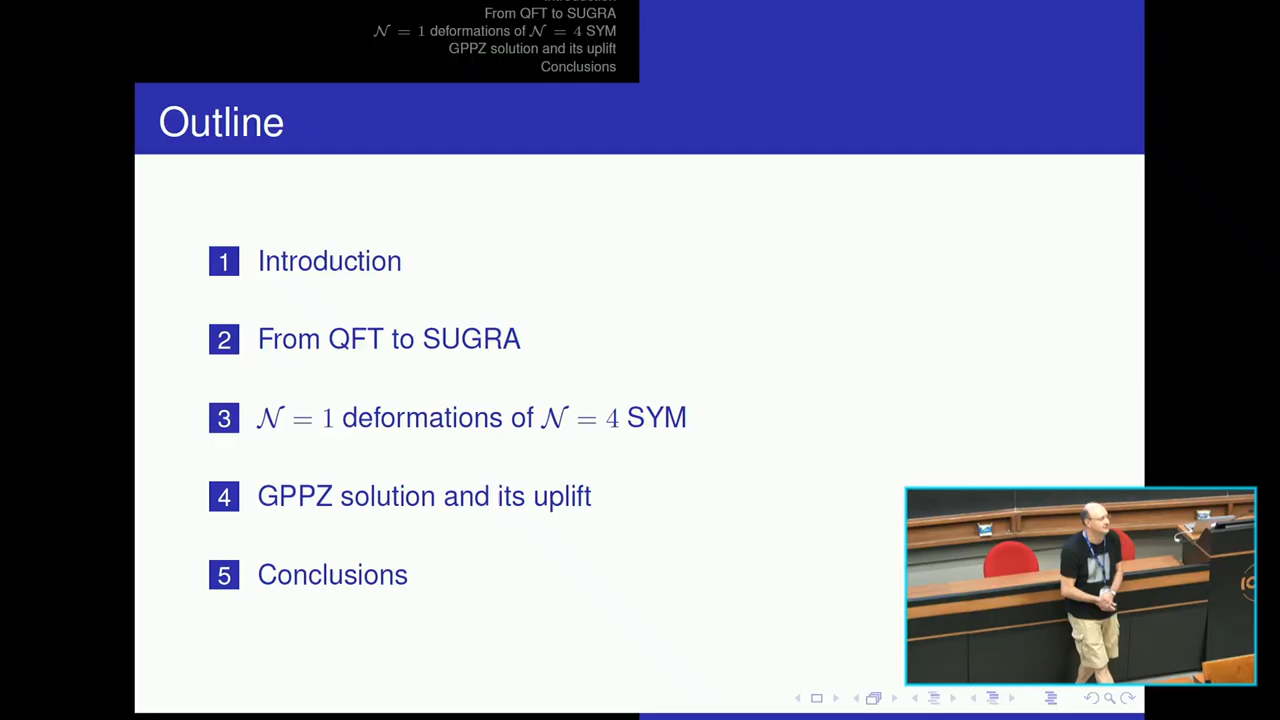 Introduction
From QFT to SUGRA
𝒩 = 1 deformations of 𝒩 = 4 SYM
GPPZ solution and its uplift
Conclusions
Outline
1 Introduction
2 From QFT to SUGRA
3 𝒩 = 1 deformations of 𝒩 = 4 SYM
4 GPPZ solution and its uplift
5 Conclusions